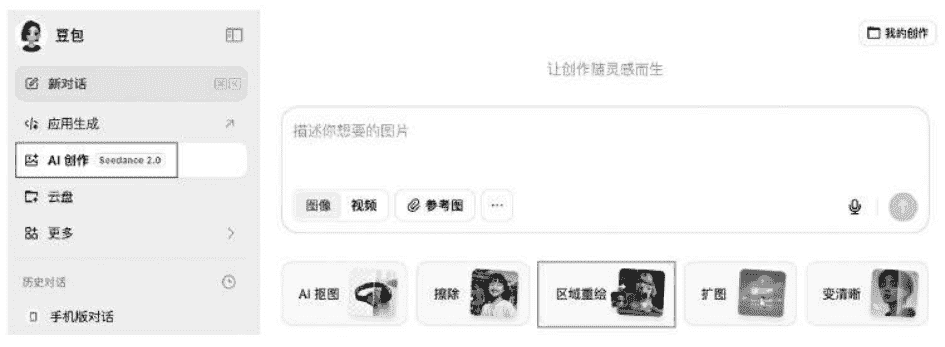 豆包
新对话
应用生成
AI 创作 Seedance 2.0
云盘
更多
历史对话
手机版对话
我的创作
让创作随灵感而生
描述你想要的图片
图像 视频 参考图 ···
AI 抠图 擦除 区域重绘 扩图 变清晰